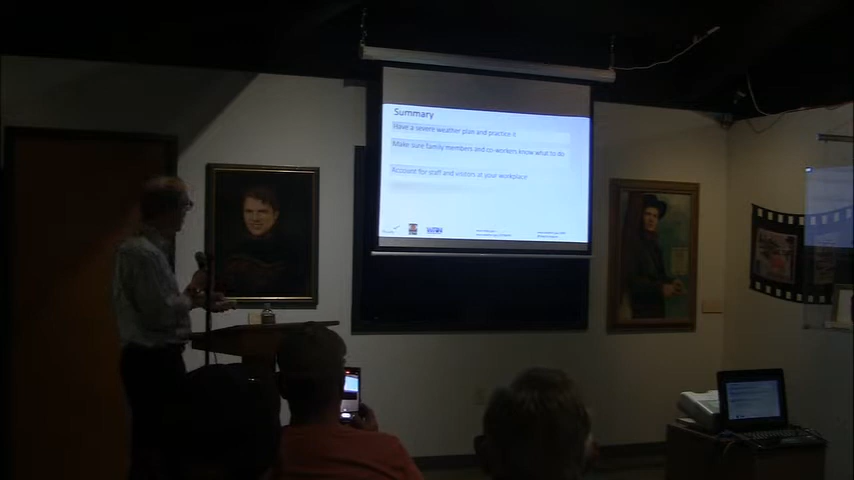 Summary
Have a severe weather plan and practice it
Make sure family members and co-workers know what to do
Account for staff and visitors at your workplace